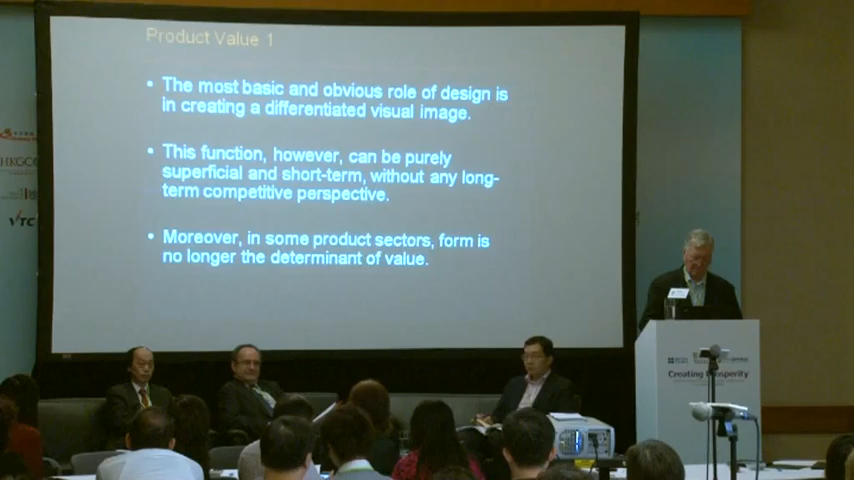 Product Value 1
• The most basic and obvious role of design is
in creating a differentiated visual image.
• This function, however, can be purely
superficial and short-term, without any long-
term competitive perspective.
• Moreover, in some product sectors, form is
no longer the determinant of value.
HKGCC
VTC
Creating Prosperity